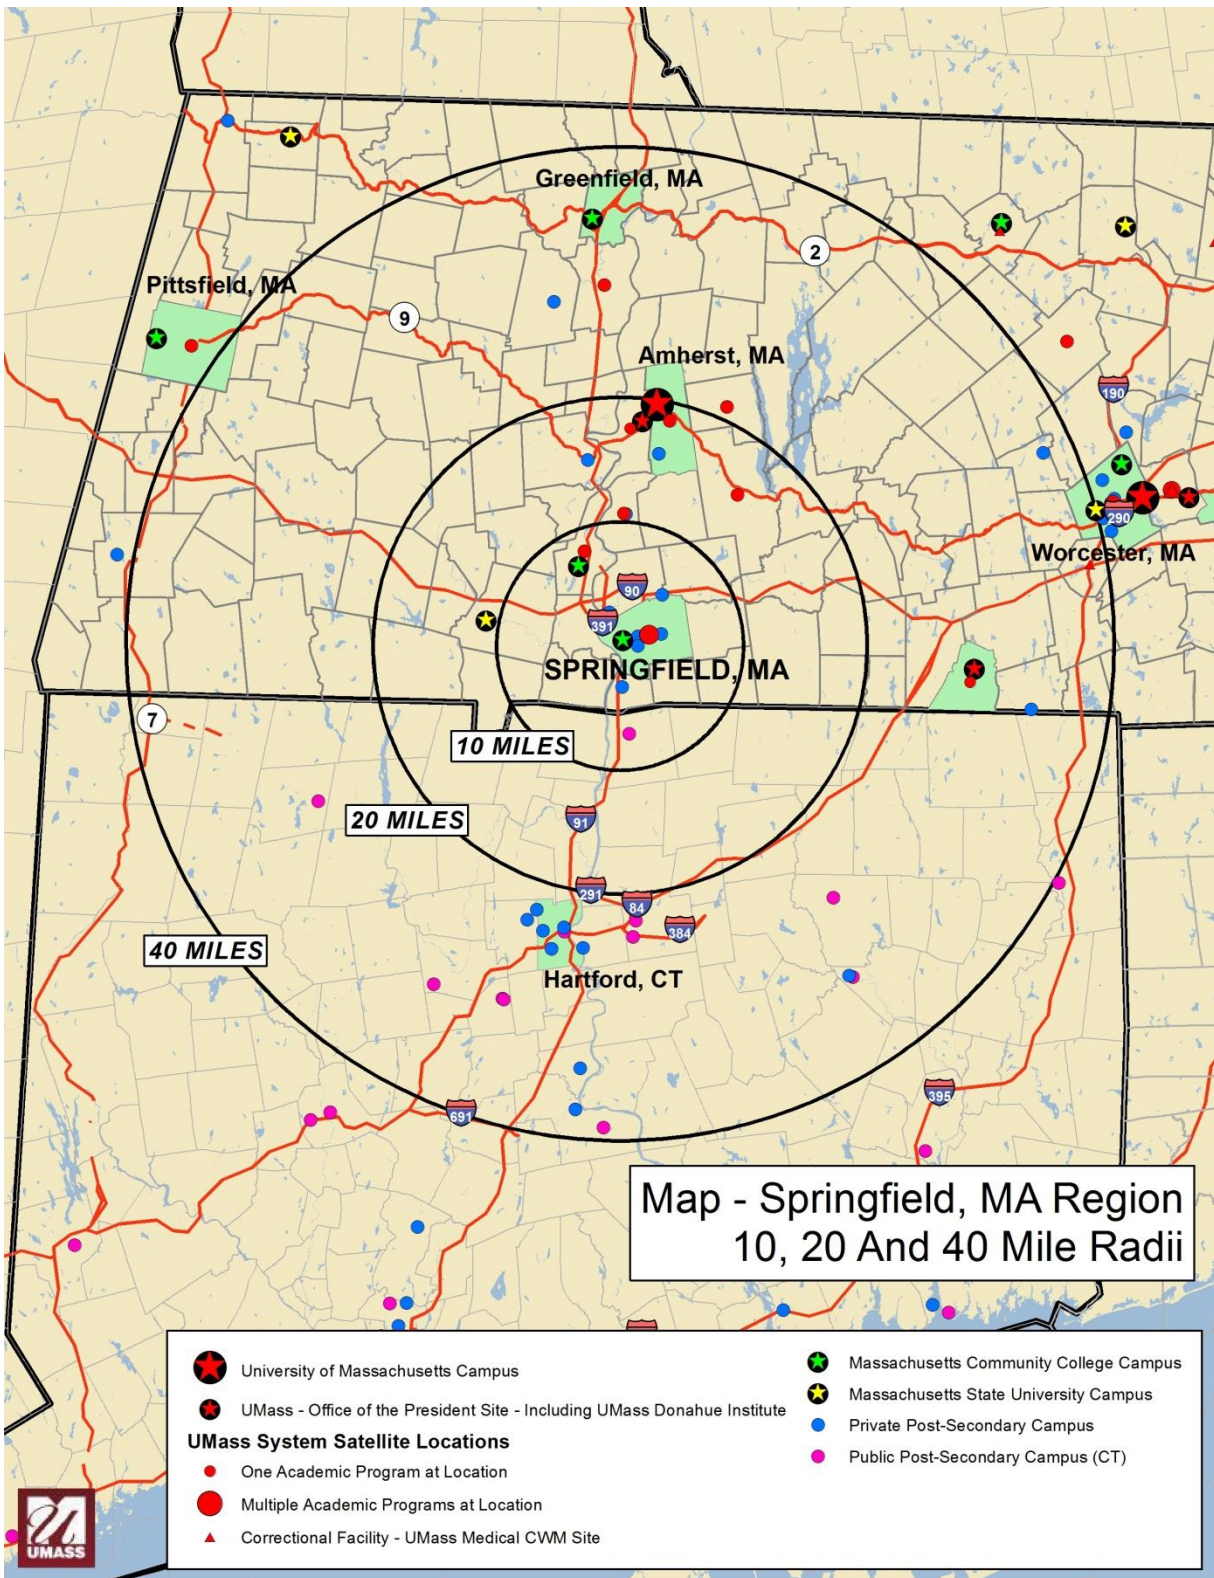 Greenfield, MA
2
Pittsfield, MA
9
Amherst, MA
190
290
Worcester, MA
90
391
SPRINGFIELD, MA
7
10 MILES
20 MILES
91
291
84
384
40 MILES
Hartford, CT
395
691
Map - Springfield, MA Region
10, 20 And 40 Mile Radii
University of Massachusetts Campus
UMass - Office of the President Site - Including UMass Donahue Institute
UMass System Satellite Locations
One Academic Program at Location
Multiple Academic Programs at Location
Correctional Facility - UMass Medical CWM Site
Massachusetts Community College Campus
Massachusetts State University Campus
Private Post-Secondary Campus
Public Post-Secondary Campus (CT)
UMASS